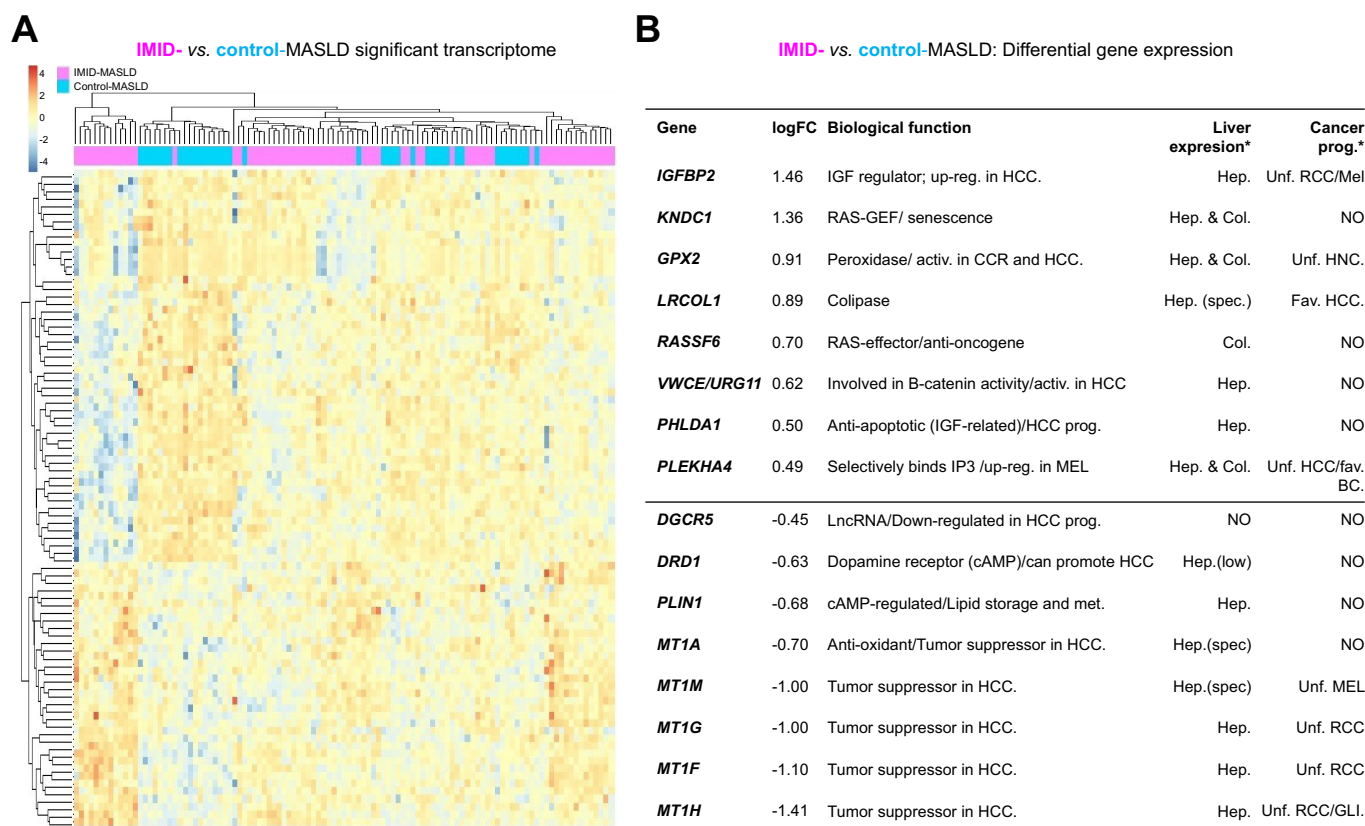 A
IMID- vs. control-MASLD significant transcriptome
4
2
0
-2
-4
IMID-MASLD
Control-MASLD
B
IMID- vs. control-MASLD: Differential gene expression
Gene logFC Biological function Liver expresion* Cancer prog.*
IGFBP2 1.46 IGF regulator; up-reg. in HCC. Hep. Unf. RCC/Mel
KNDC1 1.36 RAS-GEF/ senescence Hep. & Col. NO
GPX2 0.91 Peroxidase/ activ. in CCR and HCC. Hep. & Col. Unf. HNC.
LRCOL1 0.89 Colipase Hep. (spec.) Fav. HCC.
RASSF6 0.70 RAS-effector/anti-oncogene Col. NO
VWCE/URG11 0.62 Involved in B-catenin activity/activ. in HCC Hep. NO
PHLDA1 0.50 Anti-apoptotic (IGF-related)/HCC prog. Hep. NO
PLEKHA4 0.49 Selectively binds IP3 /up-reg. in MEL Hep. & Col. Unf. HCC/fav. BC.
DGCR5 -0.45 LncRNA/Down-regulated in HCC prog. NO NO
DRD1 -0.63 Dopamine receptor (cAMP)/can promote HCC Hep.(low) NO
PLIN1 -0.68 cAMP-regulated/Lipid storage and met. Hep. NO
MT1A -0.70 Anti-oxidant/Tumor suppressor in HCC. Hep.(spec) NO
MT1M -1.00 Tumor suppressor in HCC. Hep.(spec) Unf. MEL
MT1G -1.00 Tumor suppressor in HCC. Hep. Unf. RCC
MT1F -1.10 Tumor suppressor in HCC. Hep. Unf. RCC
MT1H -1.41 Tumor suppressor in HCC. Hep. Unf. RCC/GLI.